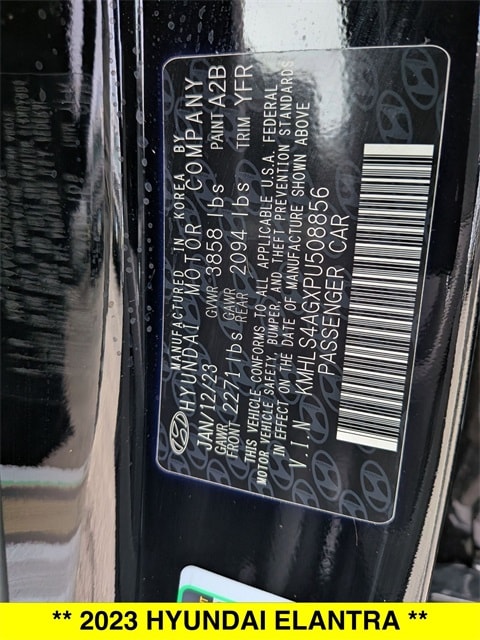 MANUFACTURED IN KOREA BY
HYUNDAI MOTOR COMPANY
JAN/12/23 GVWR 3858 lbs PAINT A2B
GAWR FRONT 2271 lbs GAWR REAR 2094 lbs TRIM YFR
THIS VEHICLE CONFORMS TO ALL APPLICABLE U.S.A. FEDERAL
MOTOR VEHICLE SAFETY, BUMPER, AND THEFT PREVENTION STANDARDS
IN EFFECT ON THE DATE OF MANUFACTURE SHOWN ABOVE
V.I.N KMHLS4AGXPU508856
PASSENGER CAR
** 2023 HYUNDAI ELANTRA **